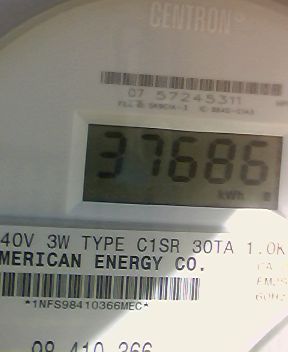 CENTRON
07 57245311
37686
kWh
40V 3W TYPE C1SR 30TA 1.0K
MERICAN ENERGY CO.
*1NFS98410366MEC*
98 410 366